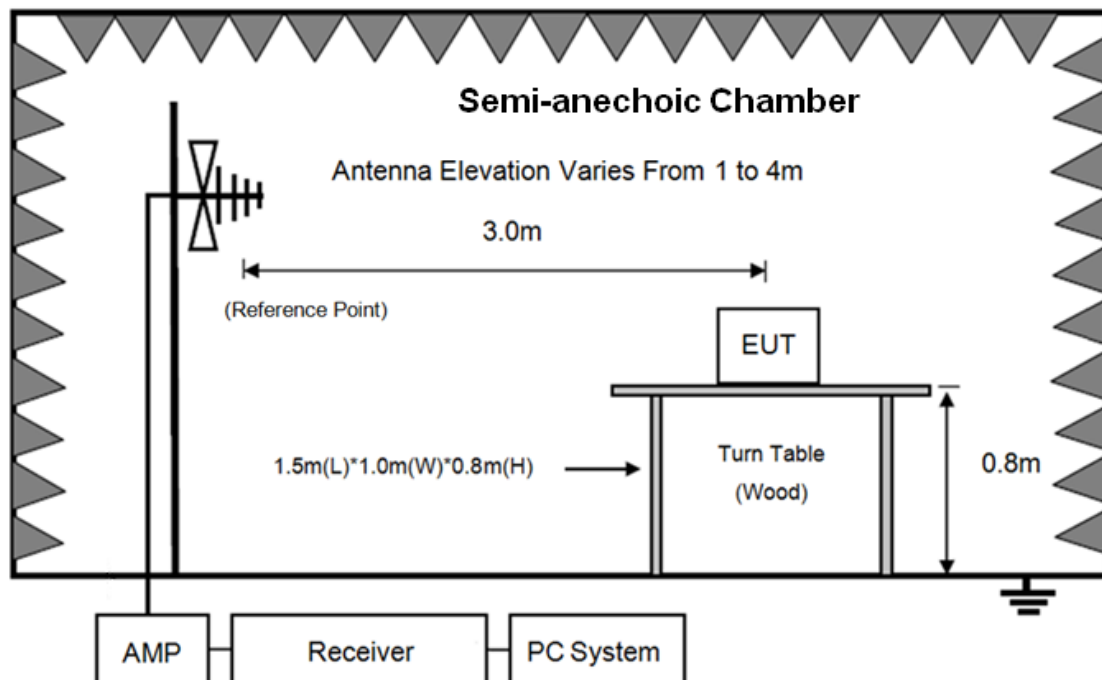 Semi-anechoic Chamber
Antenna Elevation Varies From 1 to 4m
3.0m
(Reference Point)
EUT
1.5m(L)*1.0m(W)*0.8m(H)
Turn Table
(Wood)
0.8m
AMP
Receiver
PC System